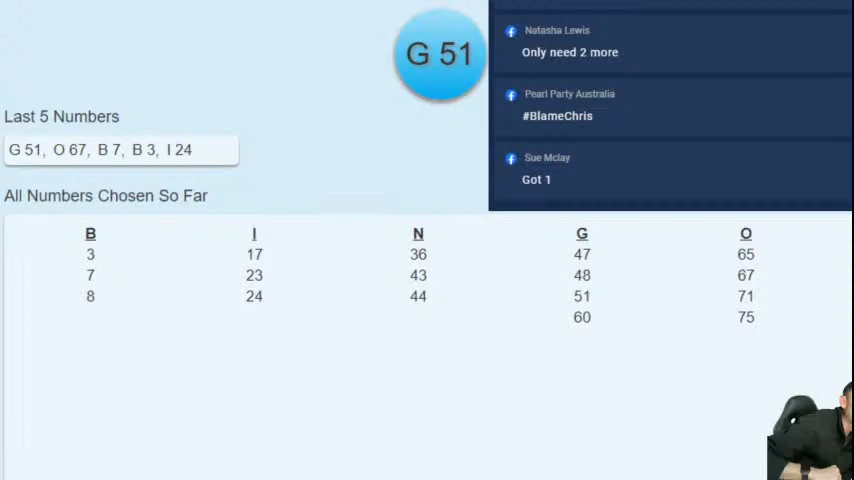 G 51
Last 5 Numbers
G 51, O 67, B 7, B 3, I 24
All Numbers Chosen So Far
B I N G O
3 17 36 47 65
7 23 43 48 67
8 24 44 51 71
60 75
Natasha Lewis
Only need 2 more
Pearl Party Australia
#BlameChris
Sue Mclay
Got 1